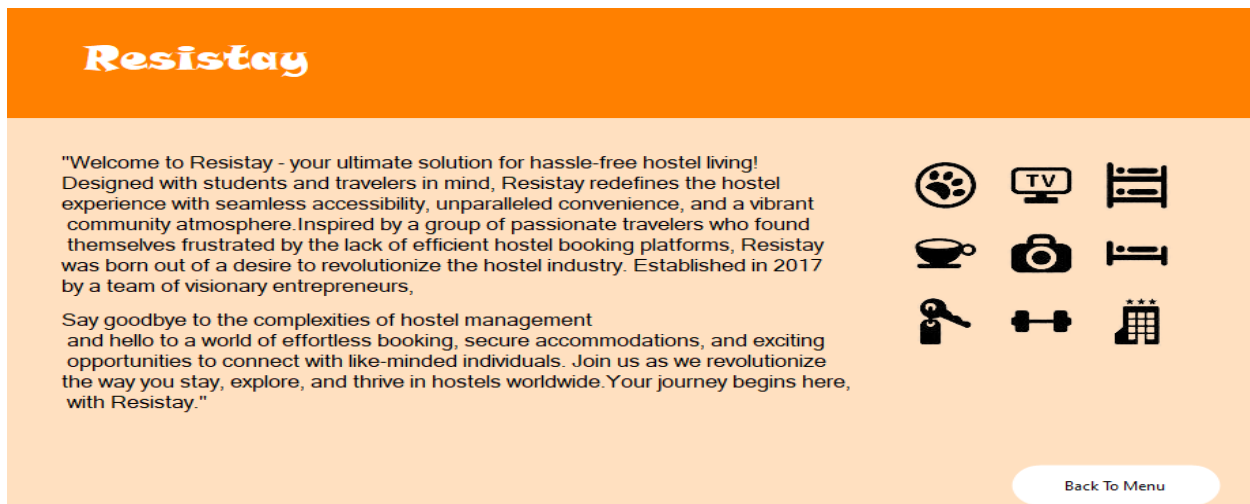 Resistay
"Welcome to Resistay - your ultimate solution for hassle-free hostel living!
Designed with students and travelers in mind, Resistay redefines the hostel
experience with seamless accessibility, unparalleled convenience, and a vibrant
community atmosphere.Inspired by a group of passionate travelers who found
themselves frustrated by the lack of efficient hostel booking platforms, Resistay
was born out of a desire to revolutionize the hostel industry. Established in 2017
by a team of visionary entrepreneurs,
Say goodbye to the complexities of hostel management
and hello to a world of effortless booking, secure accommodations, and exciting
opportunities to connect with like-minded individuals. Join us as we revolutionize
the way you stay, explore, and thrive in hostels worldwide.Your journey begins here,
with Resistay."
TV
Back To Menu